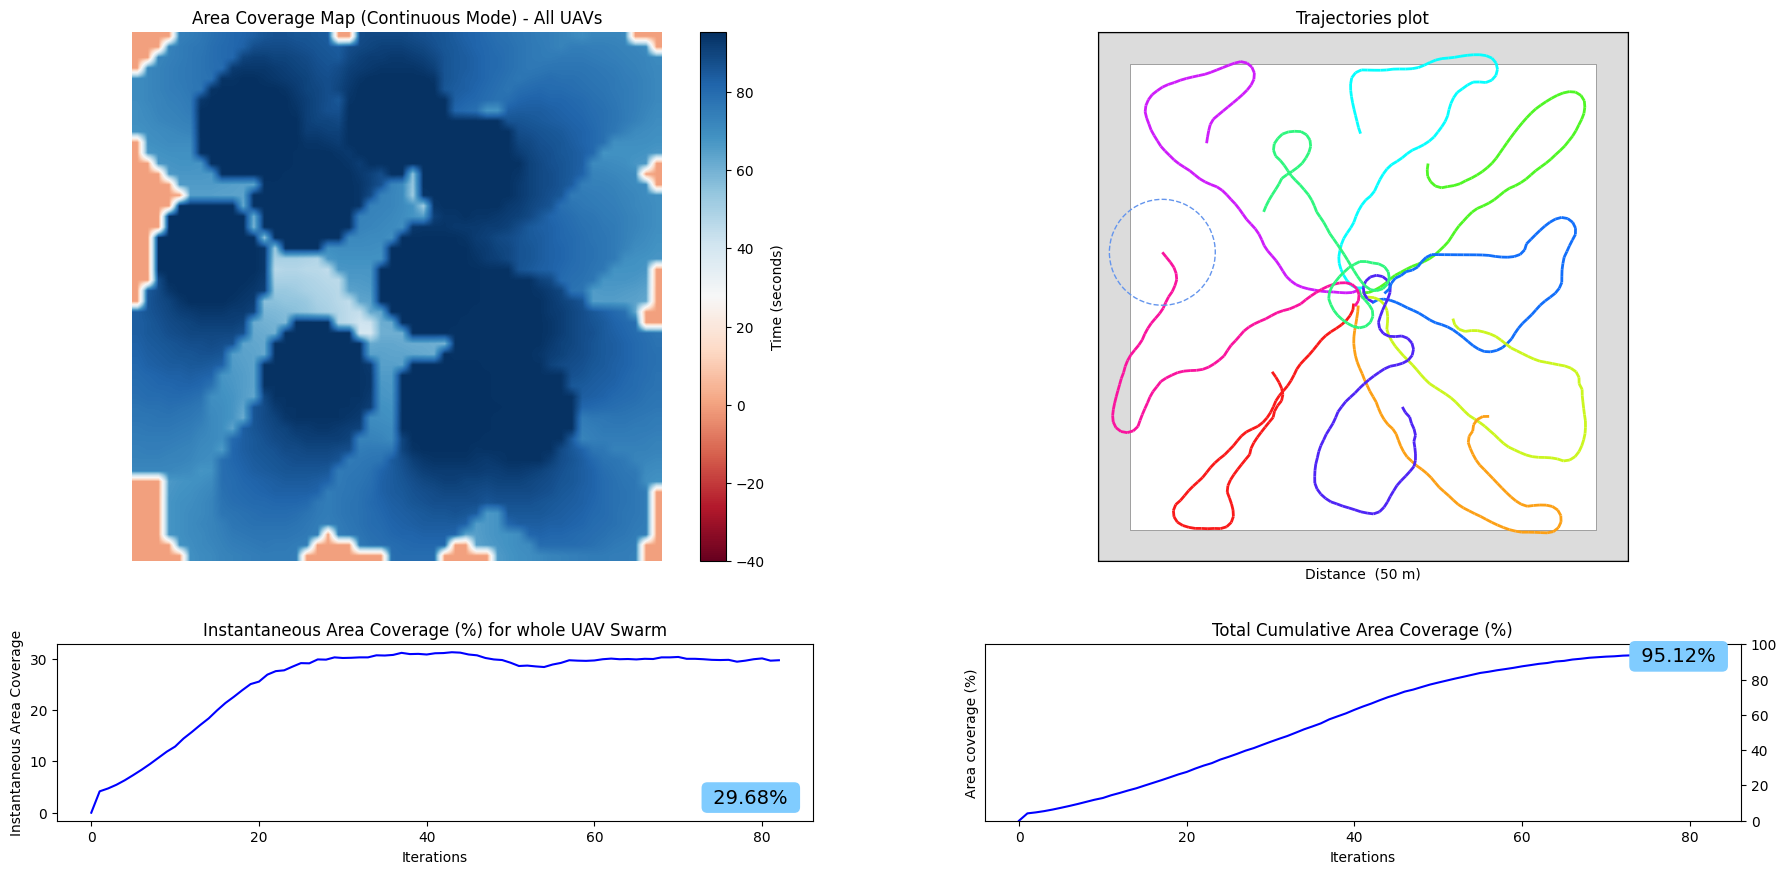 Area Coverage Map (Continuous Mode) - All UAVs
80
60
40
20
0
−20
−40
Time (seconds)
Trajectories plot
Distance  (50 m)
Instantaneous Area Coverage (%) for whole UAV Swarm
Instantaneous Area Coverage
30
20
10
0
29.68%
0 20 40 60 80
Iterations
Total Cumulative Area Coverage (%)
Area coverage (%)
95.12%
100
80
60
40
20
0
0 20 40 60 80
Iterations